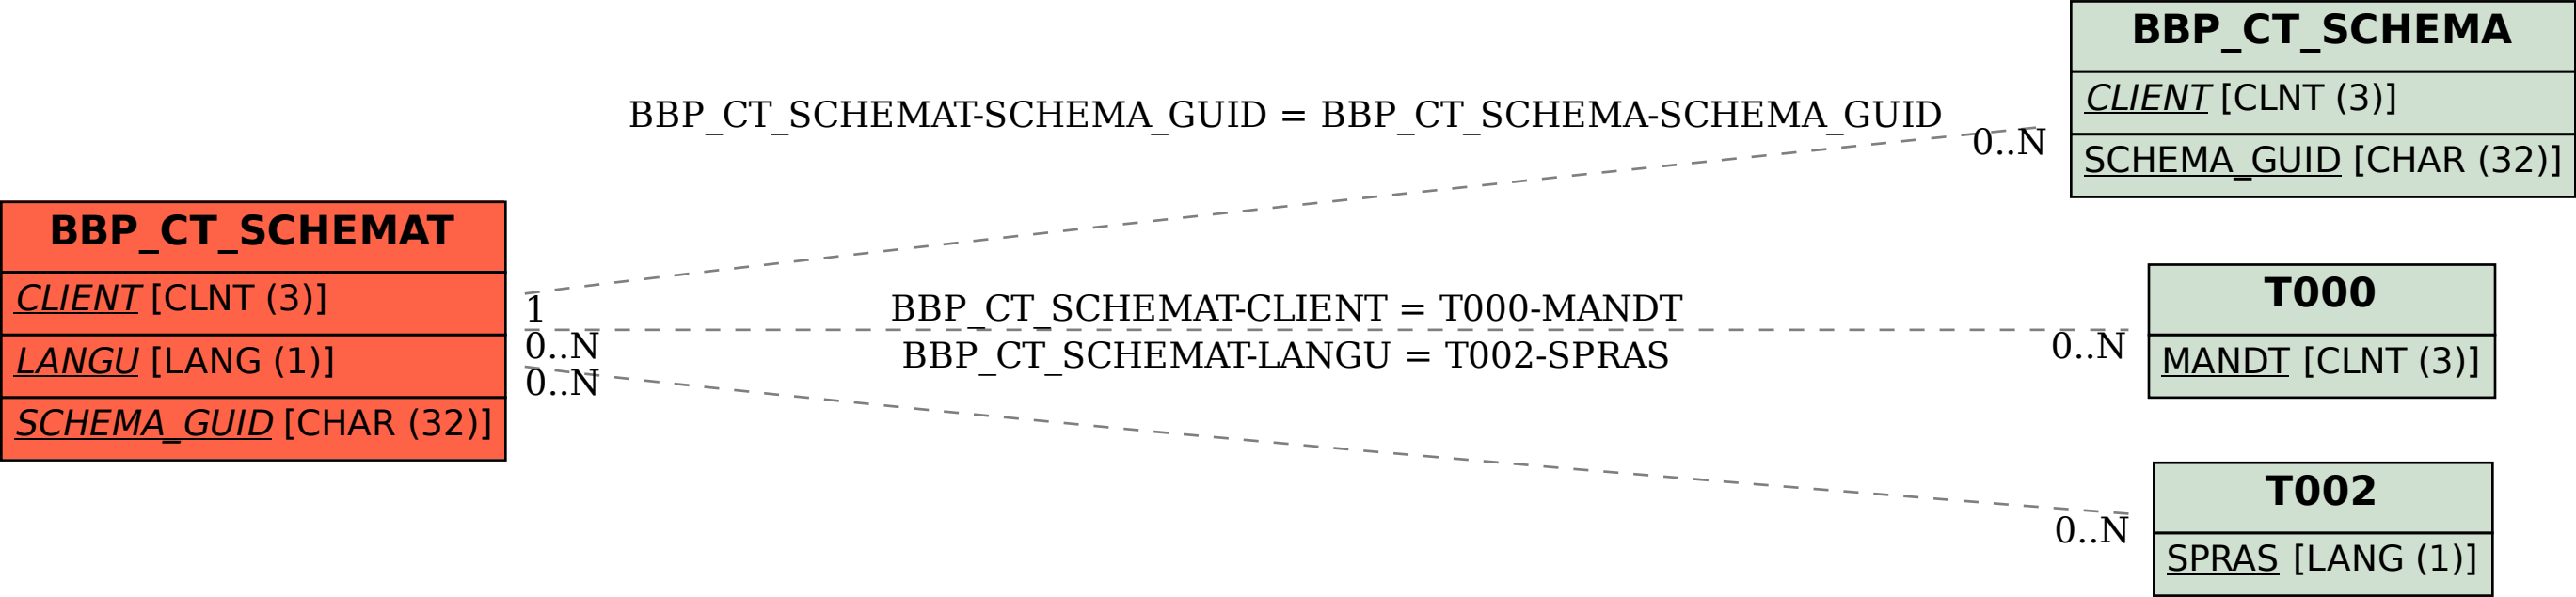 BBP_CT_SCHEMA
CLIENT [CLNT (3)]
SCHEMA_GUID [CHAR (32)]
BBP_CT_SCHEMAT-SCHEMA_GUID = BBP_CT_SCHEMA-SCHEMA_GUID
0..N
BBP_CT_SCHEMAT
CLIENT [CLNT (3)]
LANGU [LANG (1)]
SCHEMA_GUID [CHAR (32)]
1
0..N
0..N
BBP_CT_SCHEMAT-CLIENT = T000-MANDT
BBP_CT_SCHEMAT-LANGU = T002-SPRAS
0..N
T000
MANDT [CLNT (3)]
0..N
T002
SPRAS [LANG (1)]